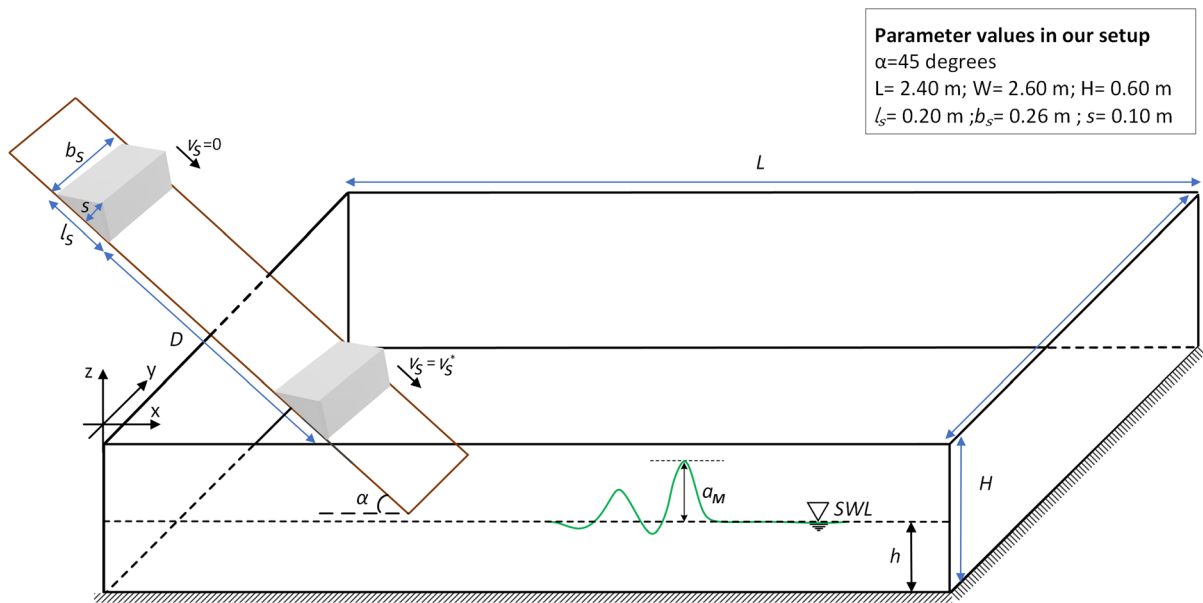 Parameter values in our setup
α=45 degrees
L= 2.40 m; W= 2.60 m; H= 0.60 m
lₛ= 0.20 m ;bₛ= 0.26 m ; s= 0.10 m
bS
vS=0
L
s
lS
D
vS= vS*
z
y
x
H
aM
α
SWL
h